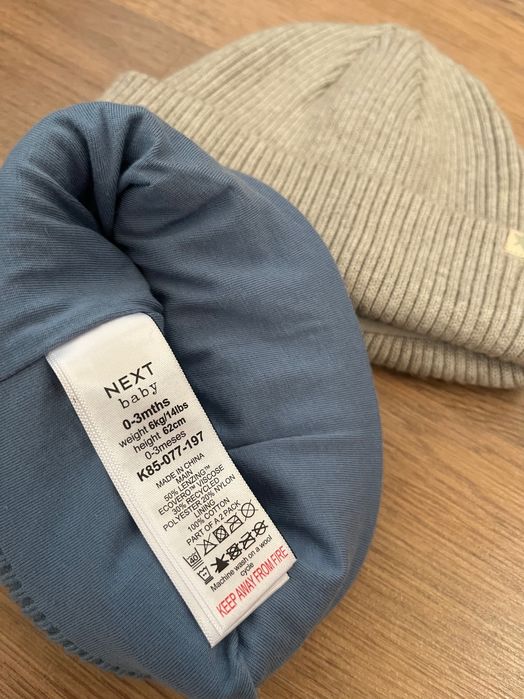 NEXT
baby
0-3mths
weight 6kg/14lbs
height 62cm
0-3meses
K85-077-197
MADE IN CHINA
MAIN
50% LENZING™
ECOVERO™ VISCOSE
30% RECYCLED
POLYESTER 20% NYLON
LINING
100% COTTON
PART OF A 2 PACK
40
Machine wash on a wool
cycle
KEEP AWAY FROM FIRE